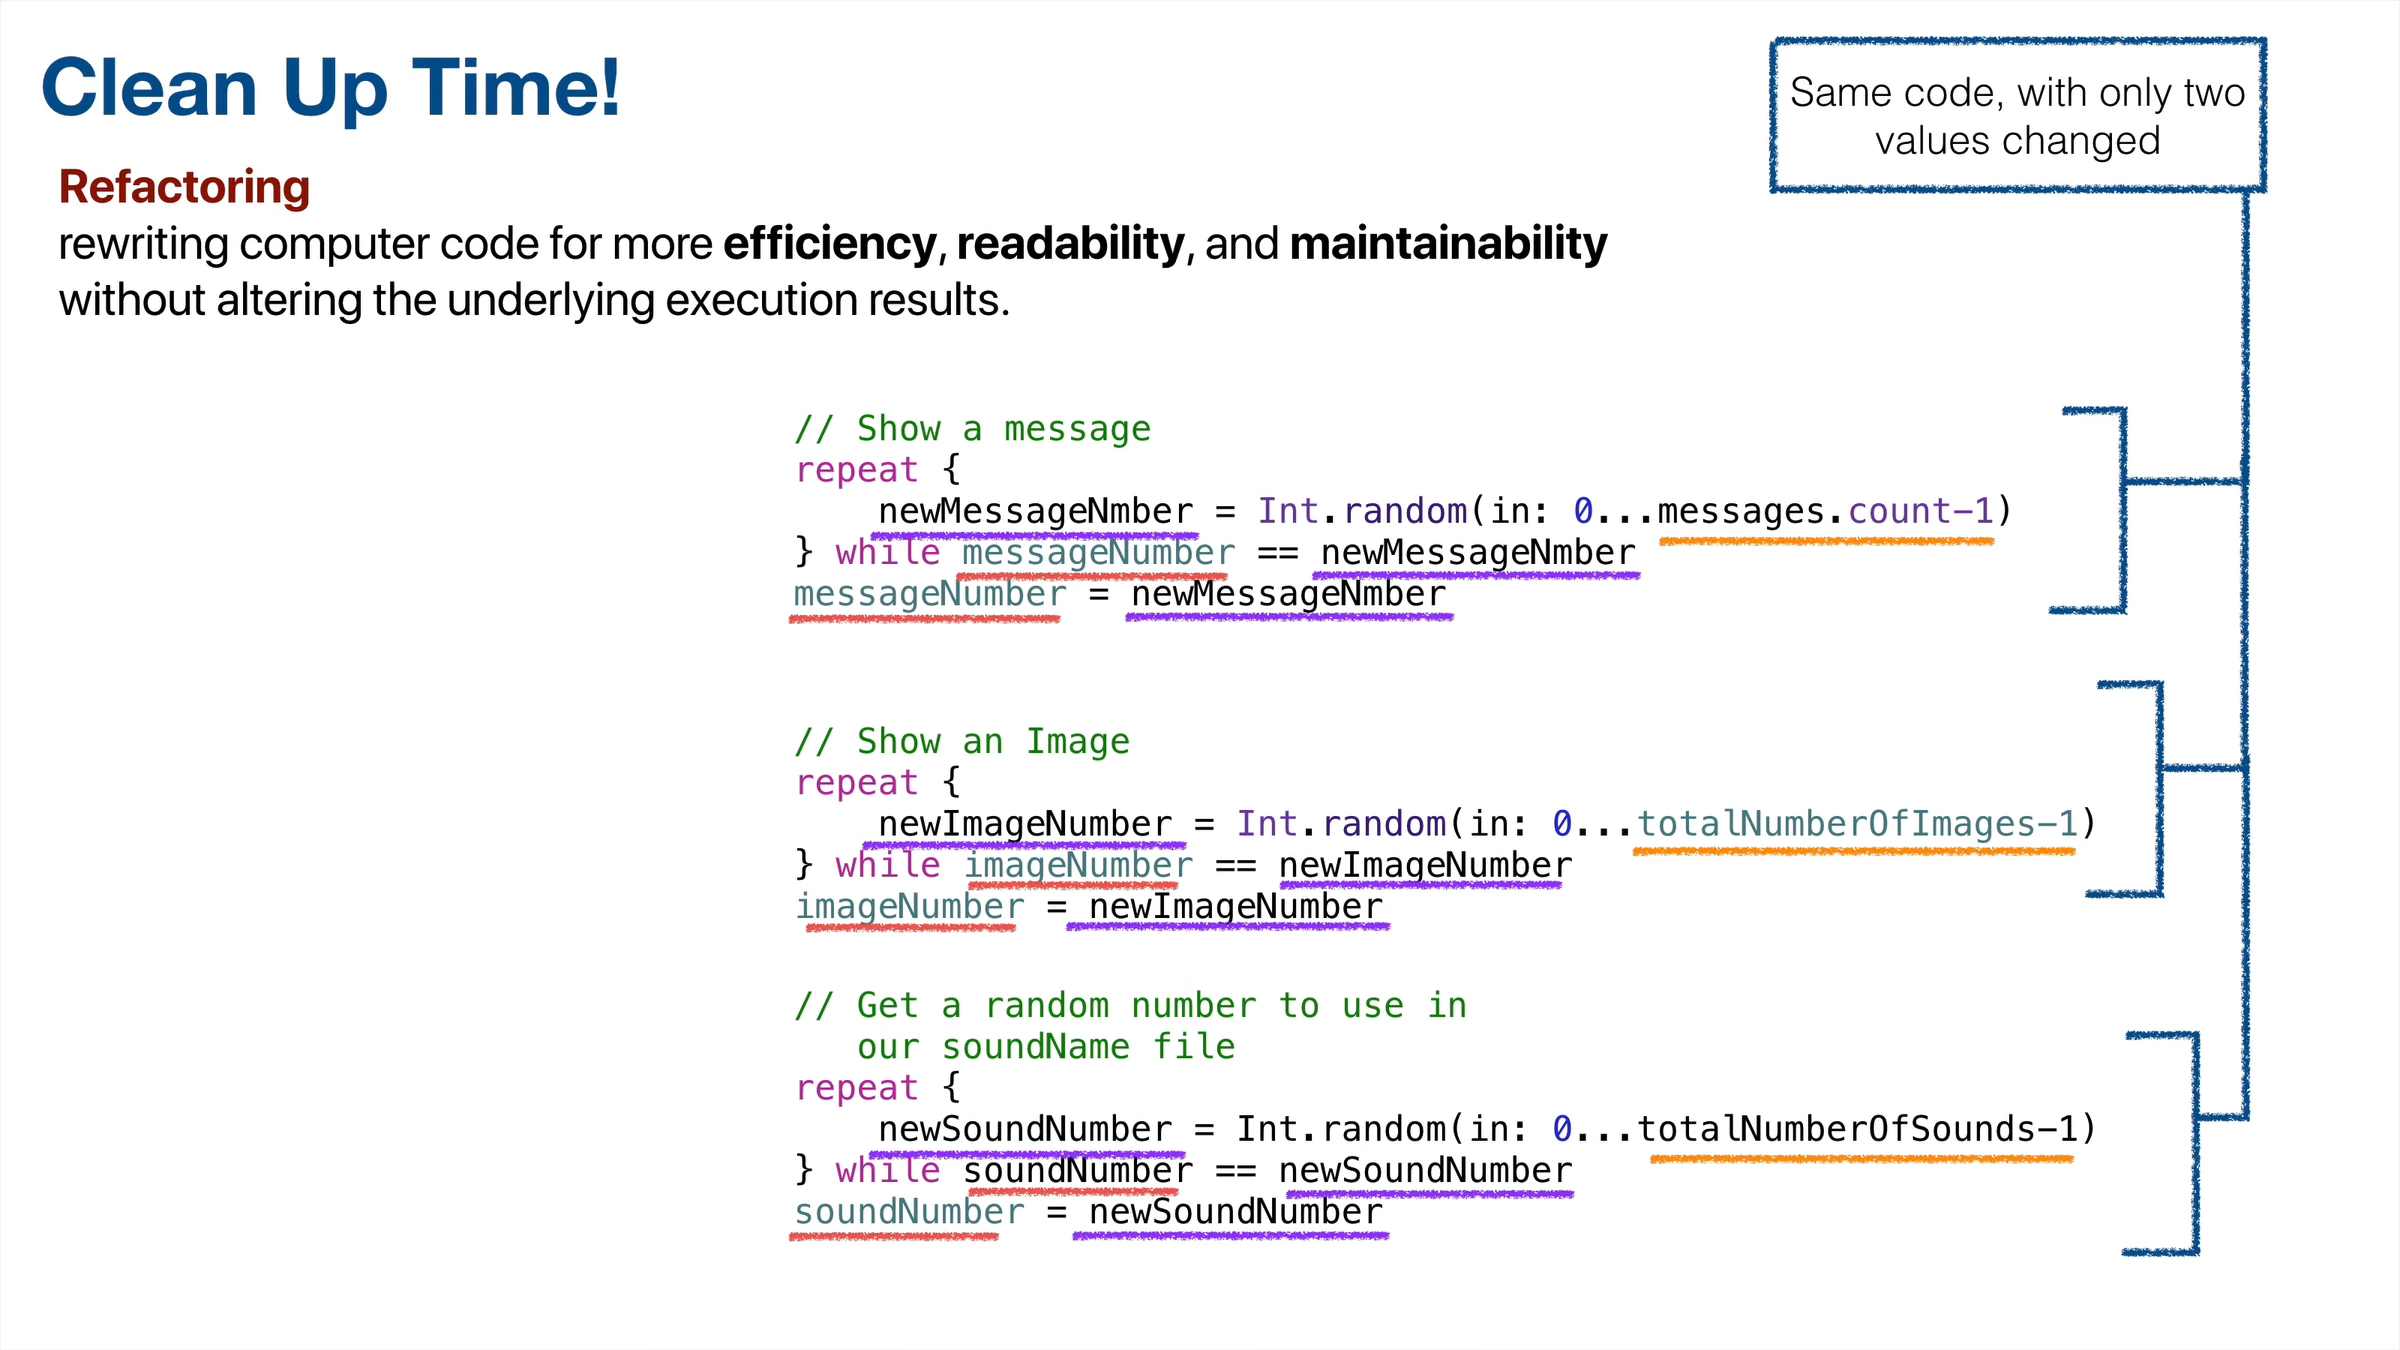 Clean Up Time!
Same code, with only two
values changed
Refactoring
rewriting computer code for more efficiency, readability, and maintainability
without altering the underlying execution results.
// Show a message
repeat {
    newMessageNmber = Int.random(in: 0...messages.count-1)
} while messageNumber == newMessageNmber
messageNumber = newMessageNmber
// Show an Image
repeat {
    newImageNumber = Int.random(in: 0...totalNumberOfImages-1)
} while imageNumber == newImageNumber
imageNumber = newImageNumber
// Get a random number to use in
   our soundName file
repeat {
    newSoundNumber = Int.random(in: 0...totalNumberOfSounds-1)
} while soundNumber == newSoundNumber
soundNumber = newSoundNumber